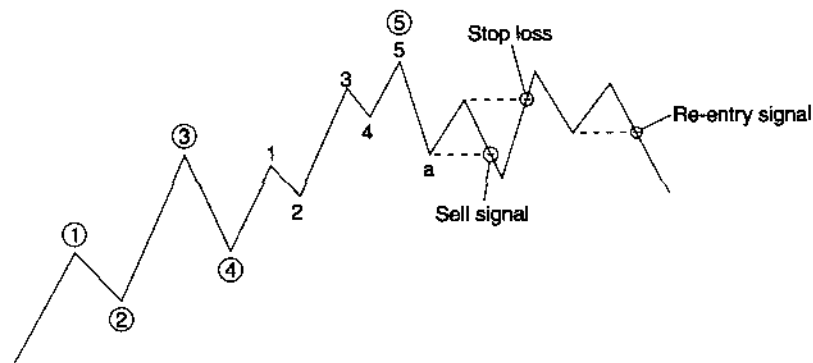 ⑤
Stop loss
5
3
③
4
Re-entry signal
1
a
2
Sell signal
①
④
②